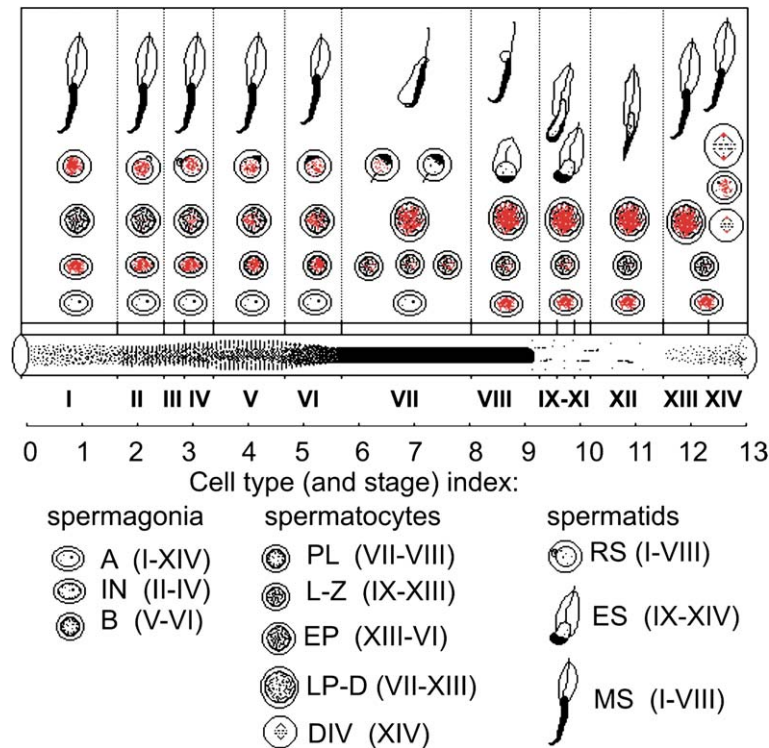 I II III IV V VI VII VIII IX-XI XII XIII XIV
0 1 2 3 4 5 6 7 8 9 10 11 12 13
Cell type (and stage) index:
spermagonia
A (I-XIV)
IN (II-IV)
B (V-VI)
spermatocytes
PL (VII-VIII)
L-Z (IX-XIII)
EP (XIII-VI)
LP-D (VII-XIII)
DIV (XIV)
spermatids
RS (I-VIII)
ES (IX-XIV)
MS (I-VIII)